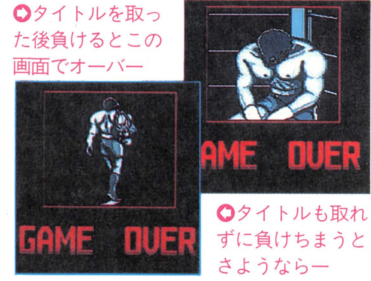 ➲タイトルを取っ
た後負けるとこの
画面でオーバー
AME OVER
GAME OVER
➲タイトルも取れ
ずに負けちまうと
さようならー